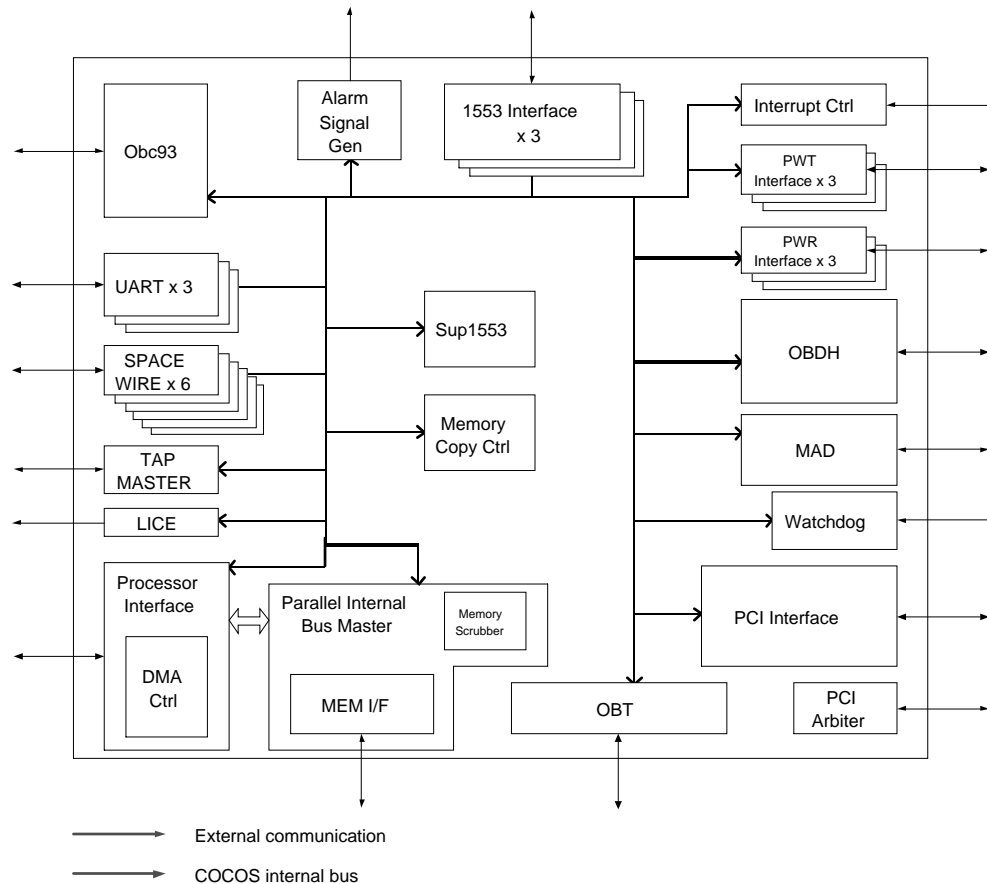 Alarm
Signal
Gen
1553 Interface
x 3
Interrupt Ctrl
Obc93
PWT
Interface x 3
PWR
Interface x 3
UART x 3
Sup1553
OBDH
SPACE
WIRE x 6
Memory
Copy Ctrl
MAD
TAP
MASTER
LICE
Watchdog
Processor
Interface
DMA
Ctrl
Parallel Internal
Bus Master
Memory
Scrubber
MEM I/F
PCI Interface
OBT
PCI
Arbiter
External communication
COCOS internal bus